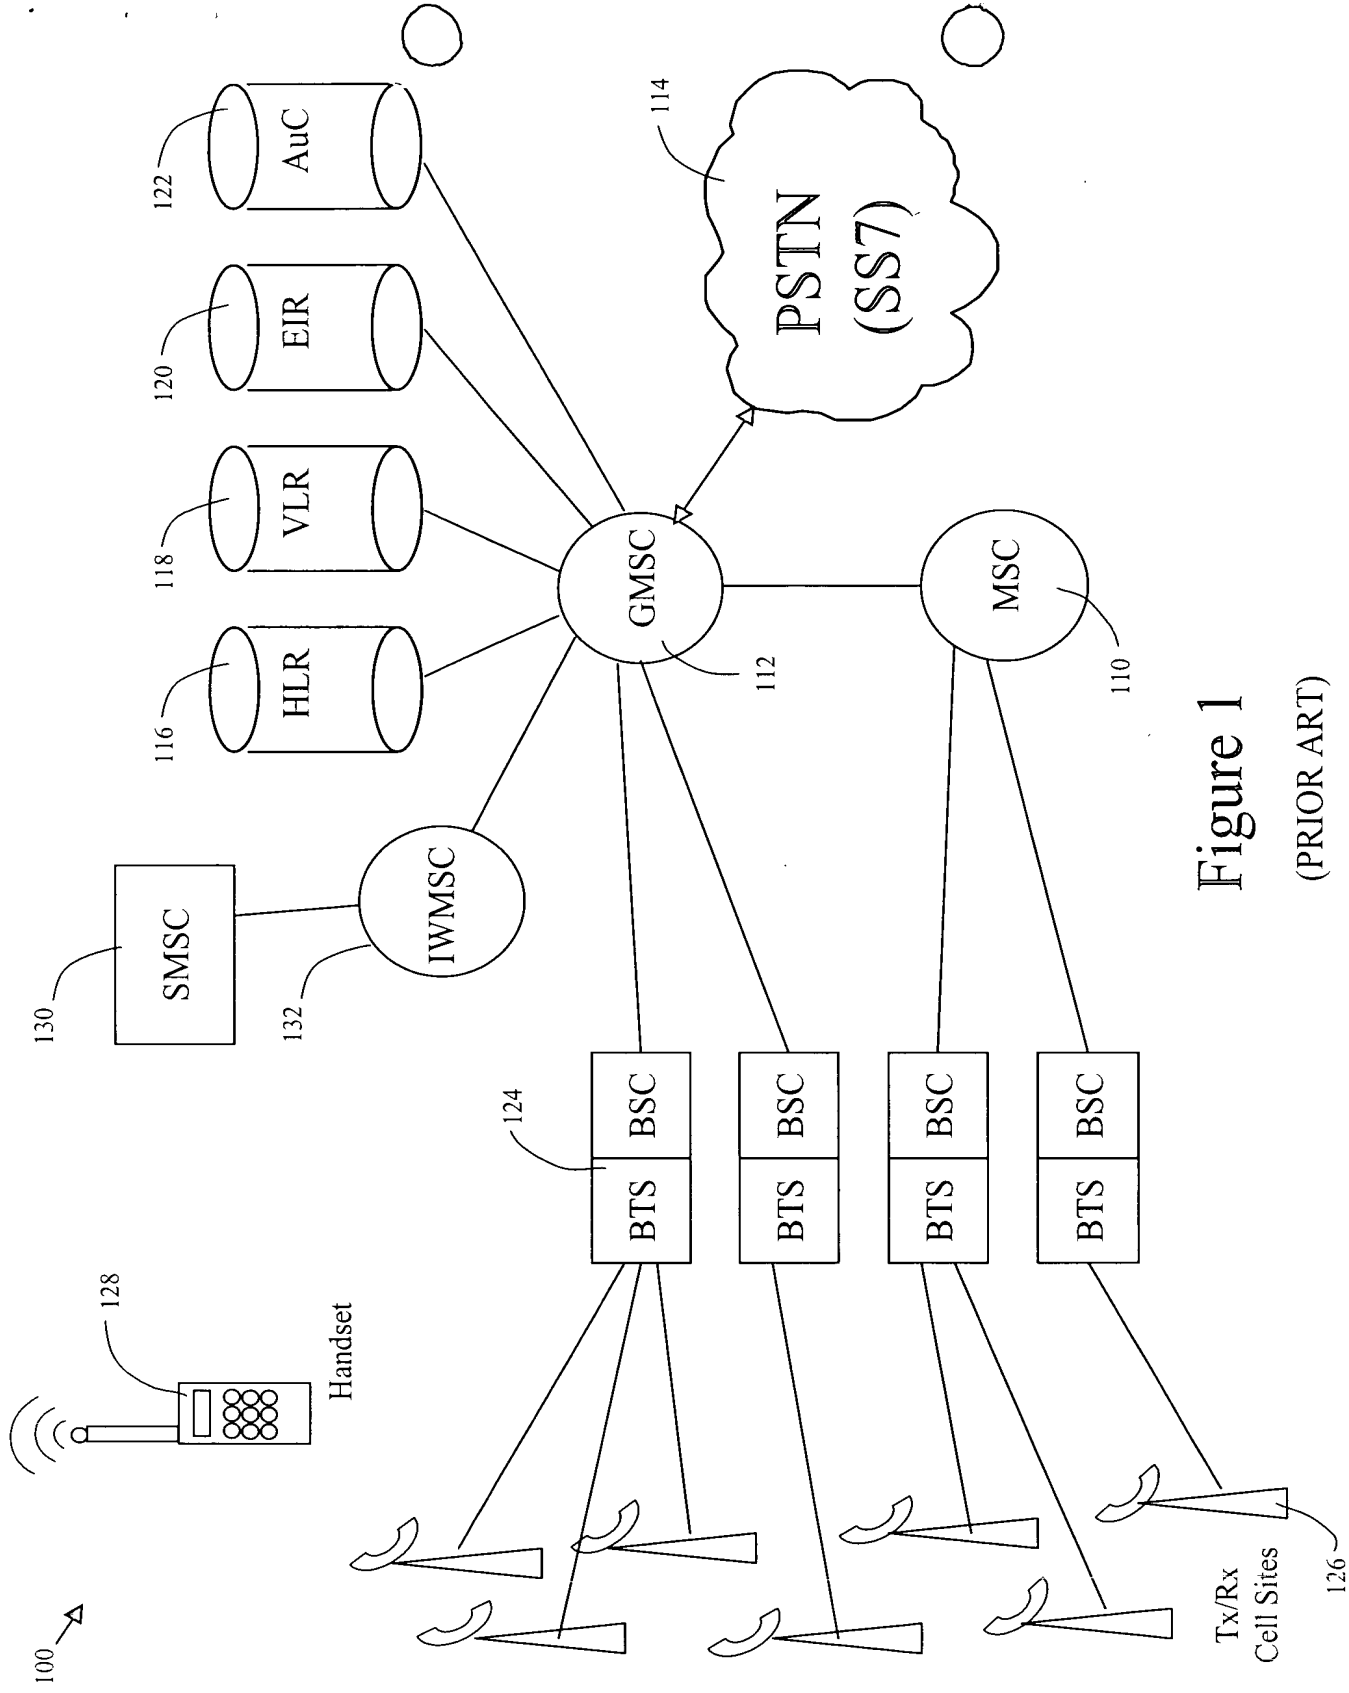 100
128
Handset
130
SMSC
132
IWMSC
116
HLR
118
VLR
120
EIR
122
AuC
124
BTS
BSC
BTS
BSC
BTS
BSC
BTS
BSC
GMSC
112
MSC
110
114
PSTN
(SS7)
Tx/Rx
Cell Sites
126
Figure 1
(PRIOR ART)